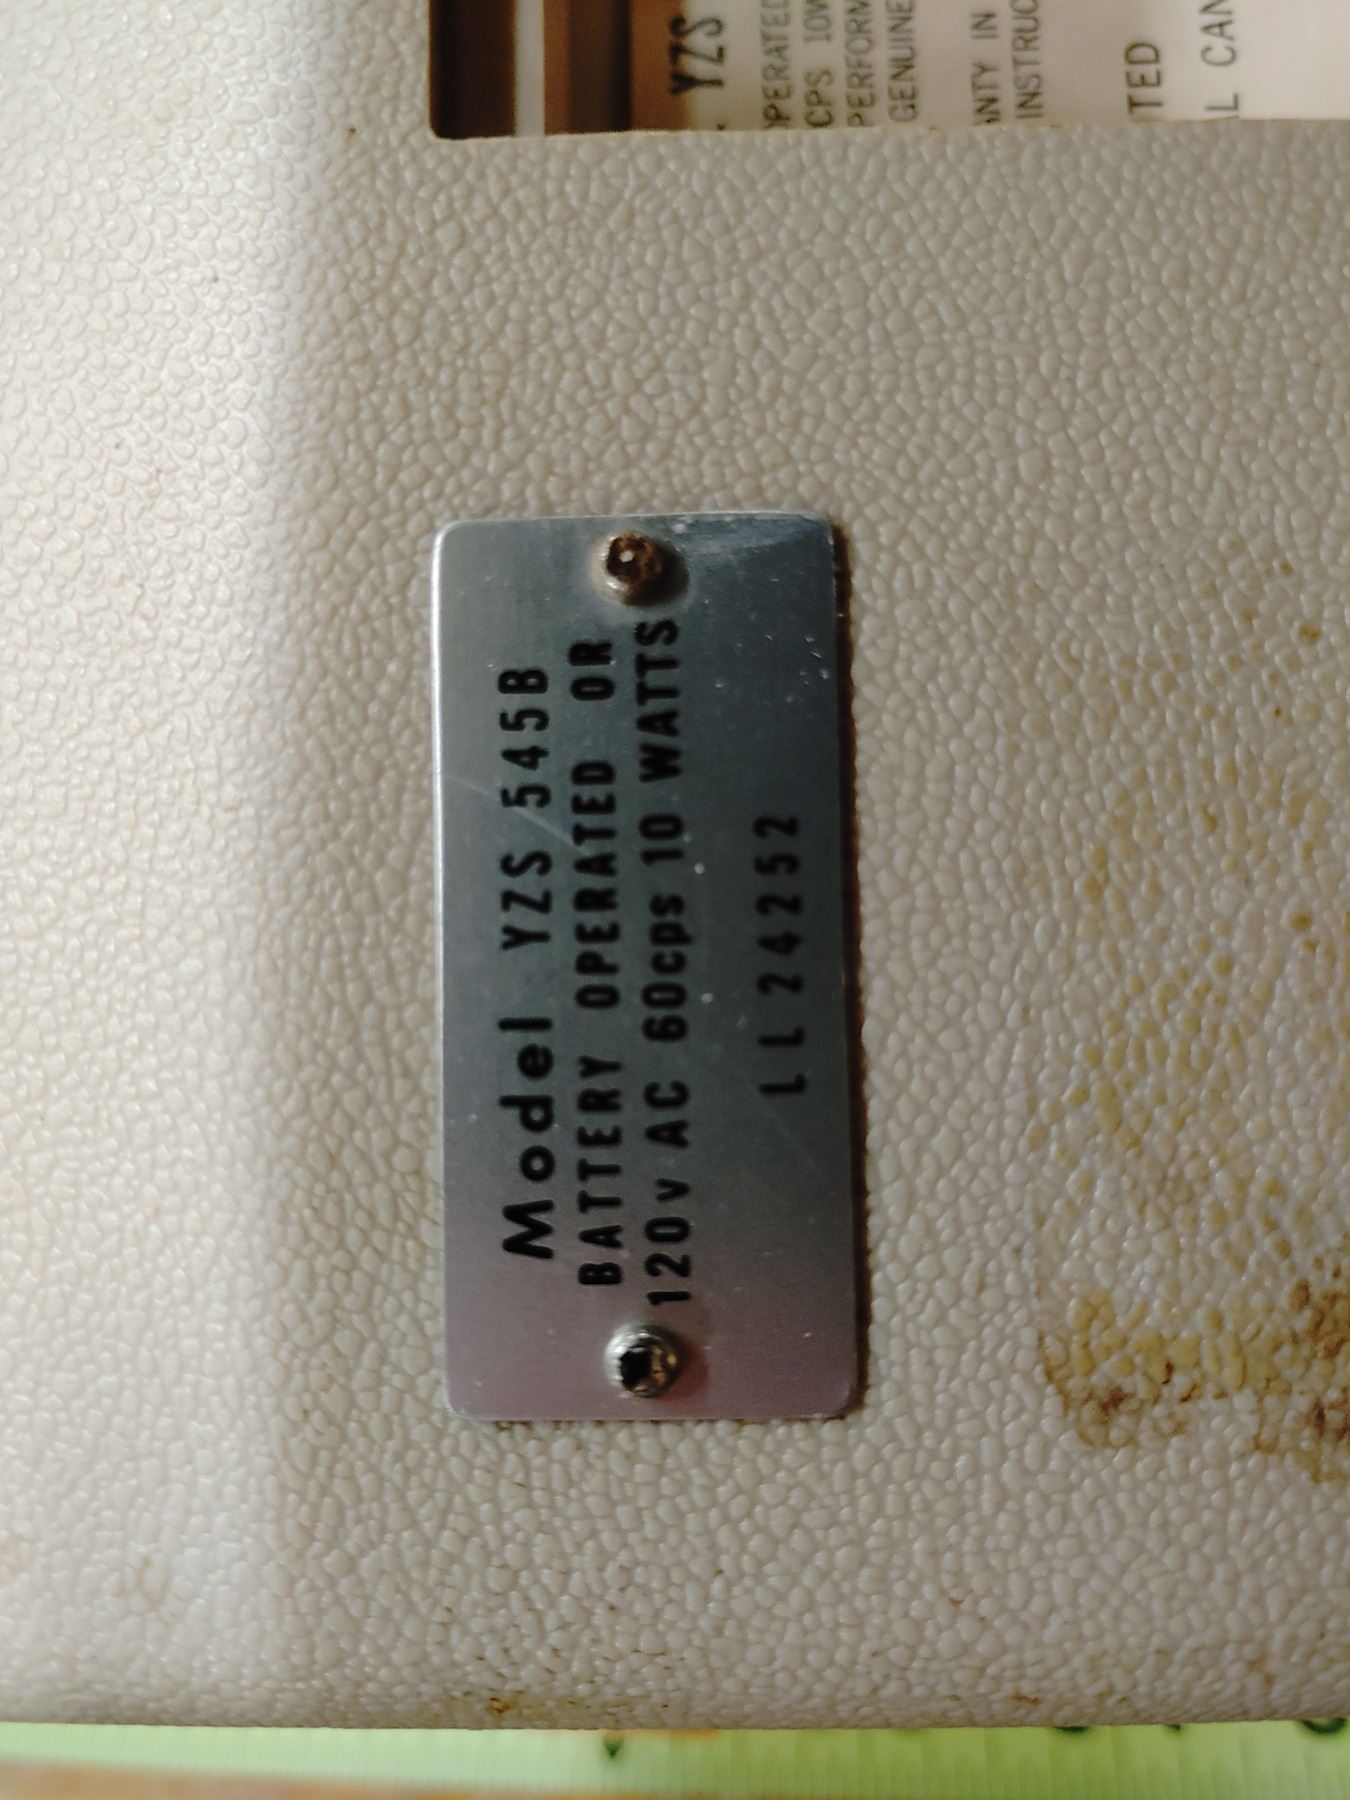 YZS
OPERATED
CPS 10W
PERFORM
GENUINE
ANTY IN
INSTRUC
TED
L CAN
Model YZS 545B
BATTERY OPERATED OR
120v AC 60cps 10 WATTS
LL 24252